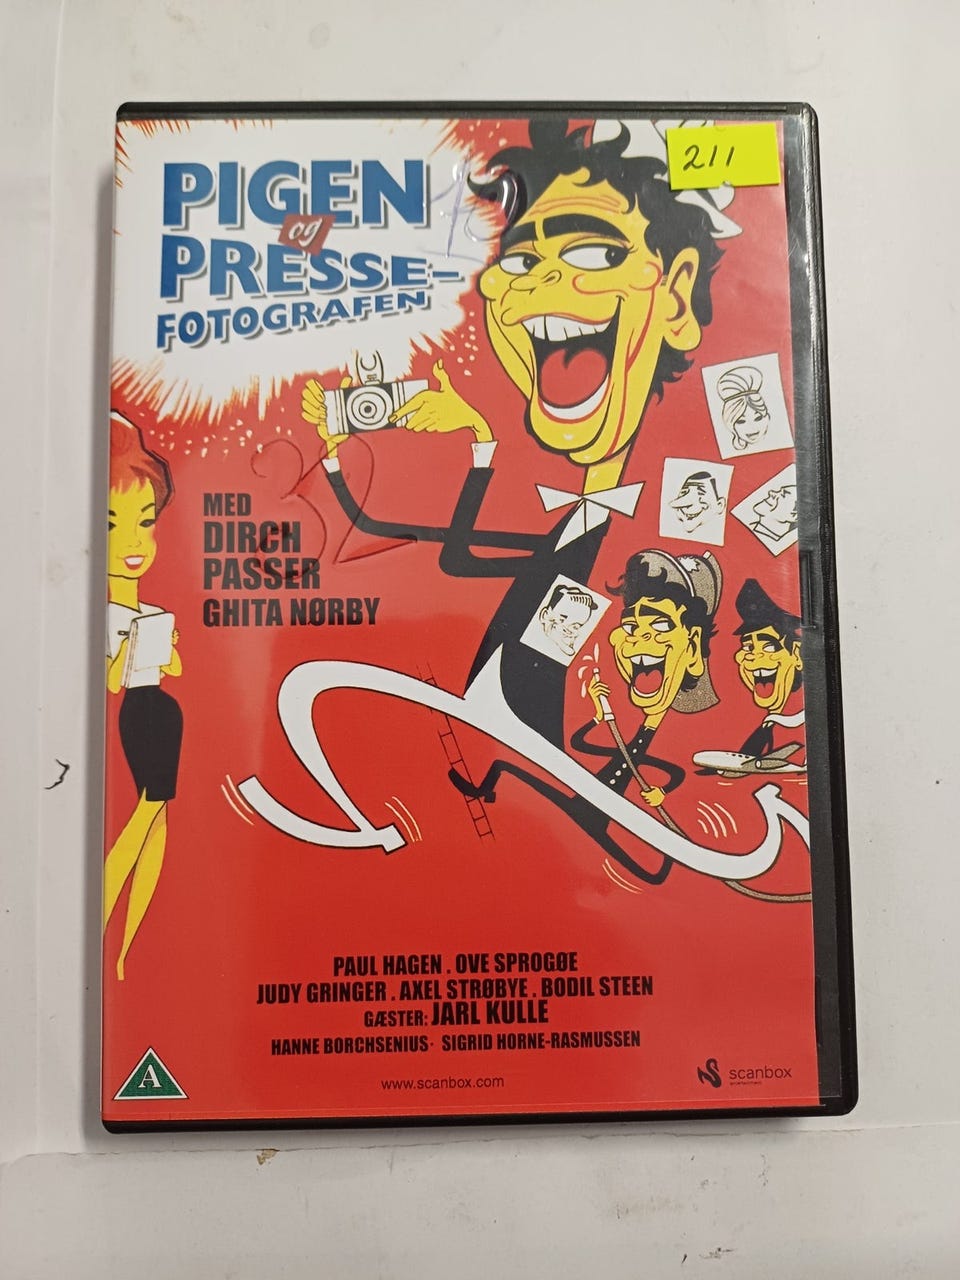 211
PIGEN
og
PRESSE-
FOTOGRAFEN
32
MED
DIRCH
PASSER
GHITA NØRBY
PAUL HAGEN . OVE SPROGØE
JUDY GRINGER . AXEL STRØBYE . BODIL STEEN
GÆSTER: JARL KULLE
HANNE BORCHSENIUS · SIGRID HORNE-RASMUSSEN
A
www.scanbox.com
scanbox
entertainment